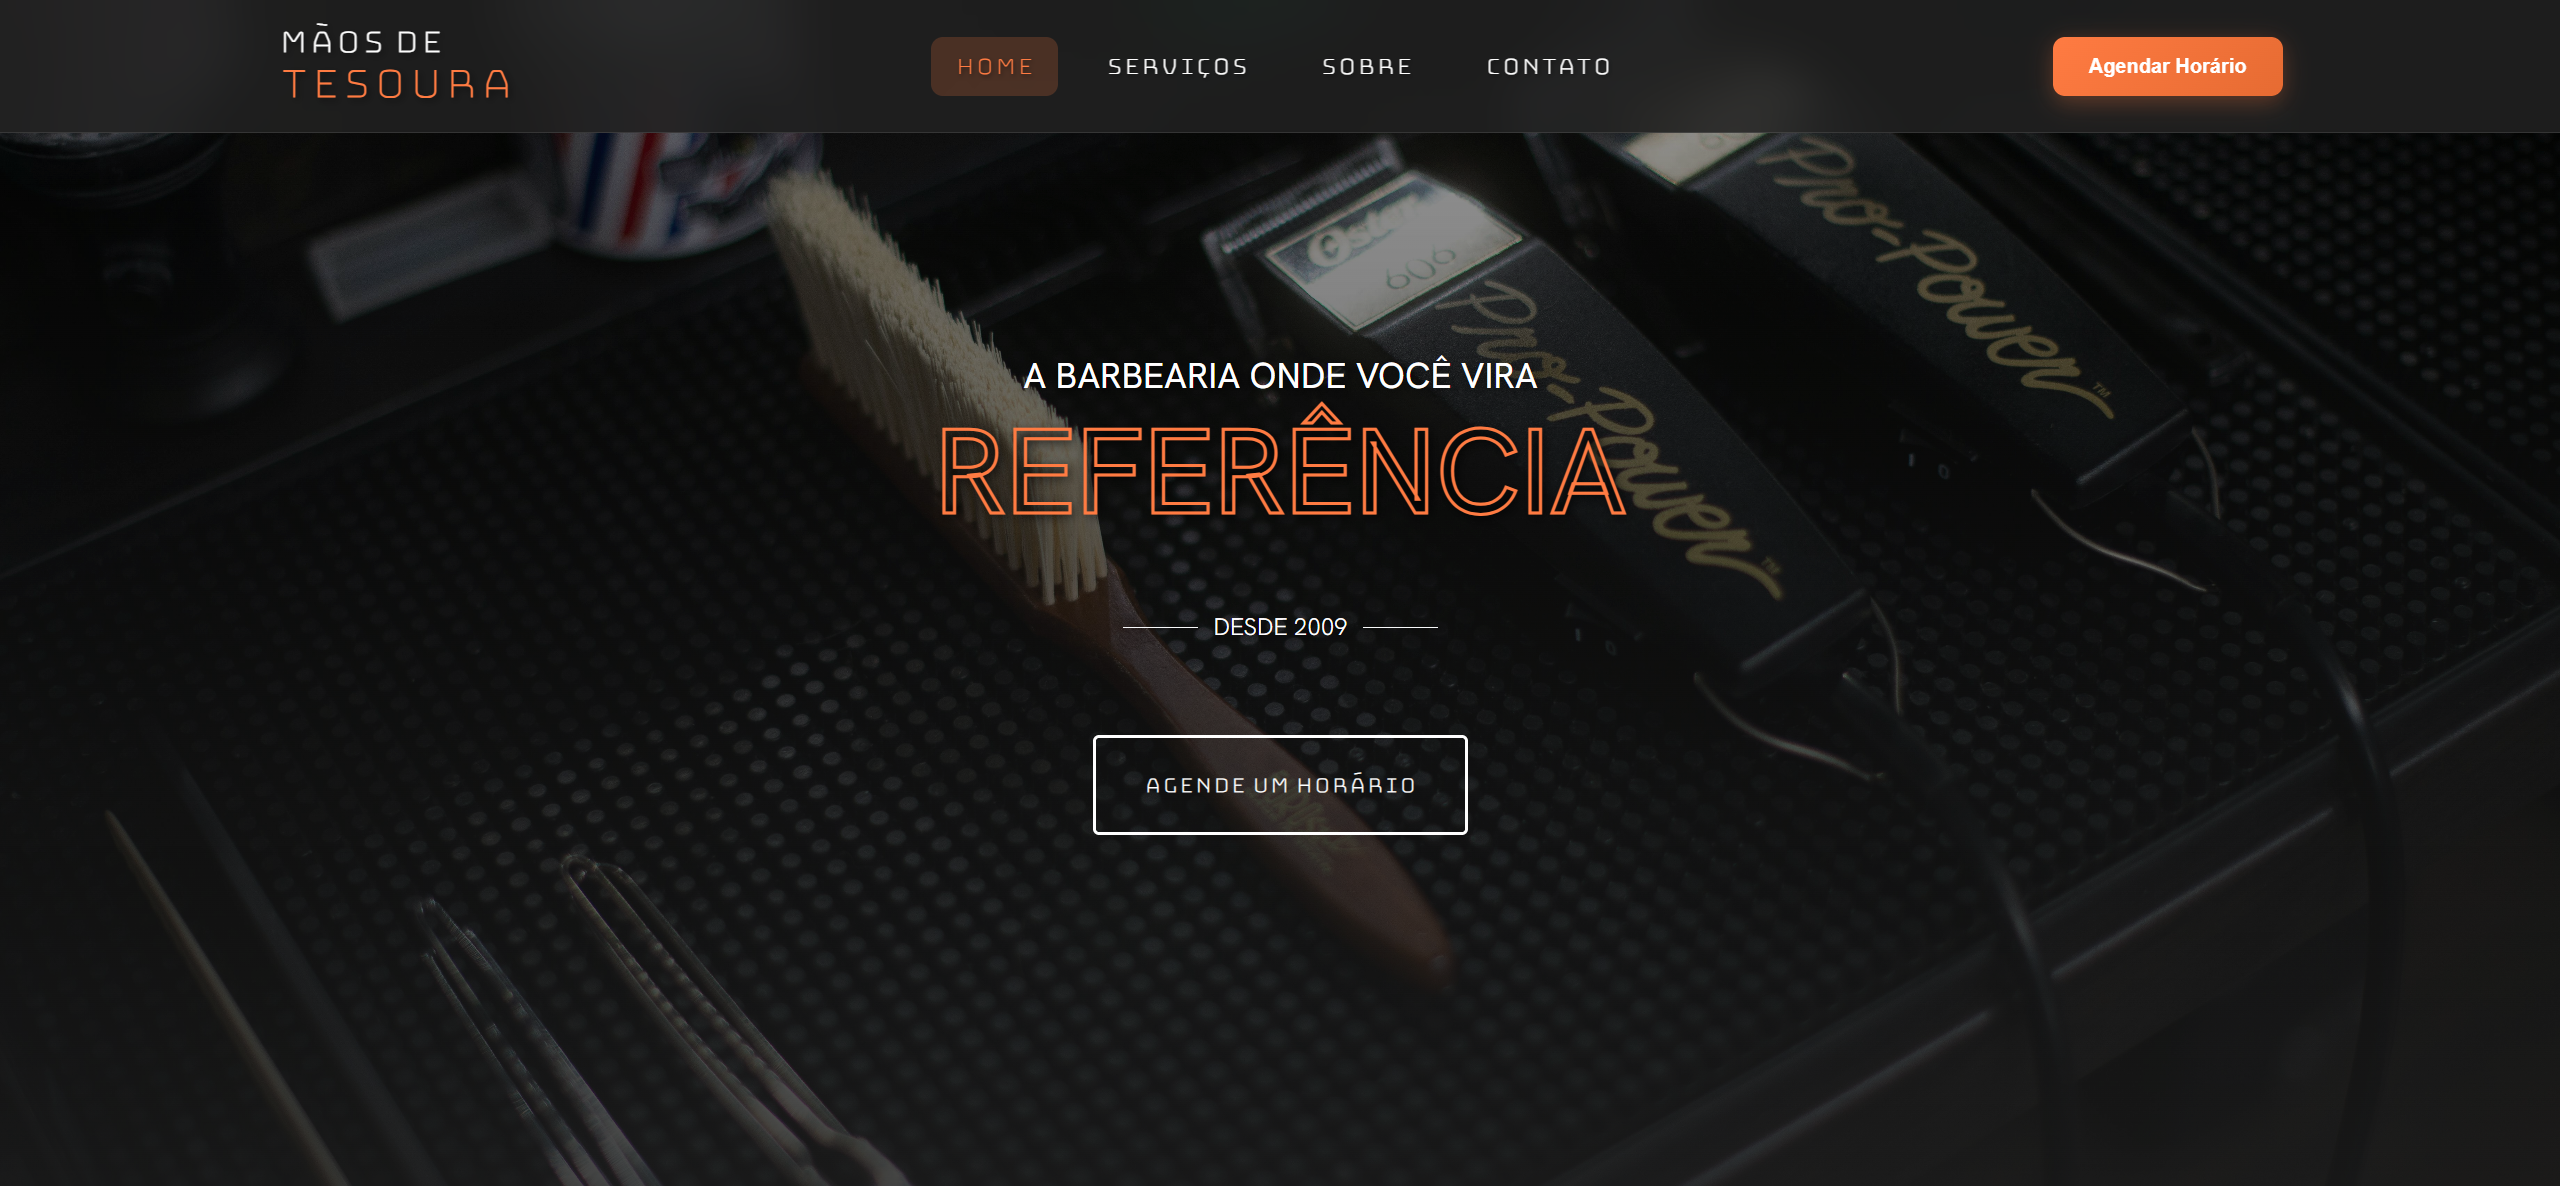 MÃOS DE
TESOURA
HOME
SERVIÇOS
SOBRE
CONTATO
Agendar Horário
Oster
606
Pro-Power™
Pro-Power™
A BARBEARIA ONDE VOCÊ VIRA
REFERÊNCIA
DESDE 2009
AGENDE UM HORÁRIO